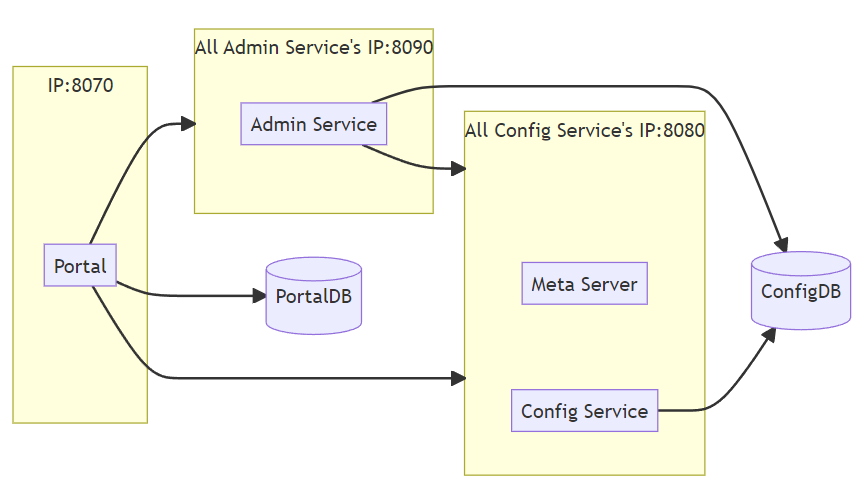 All Admin Service's IP:8090
IP:8070
Admin Service
All Config Service's IP:8080
Portal
Meta Server
PortalDB
ConfigDB
Config Service